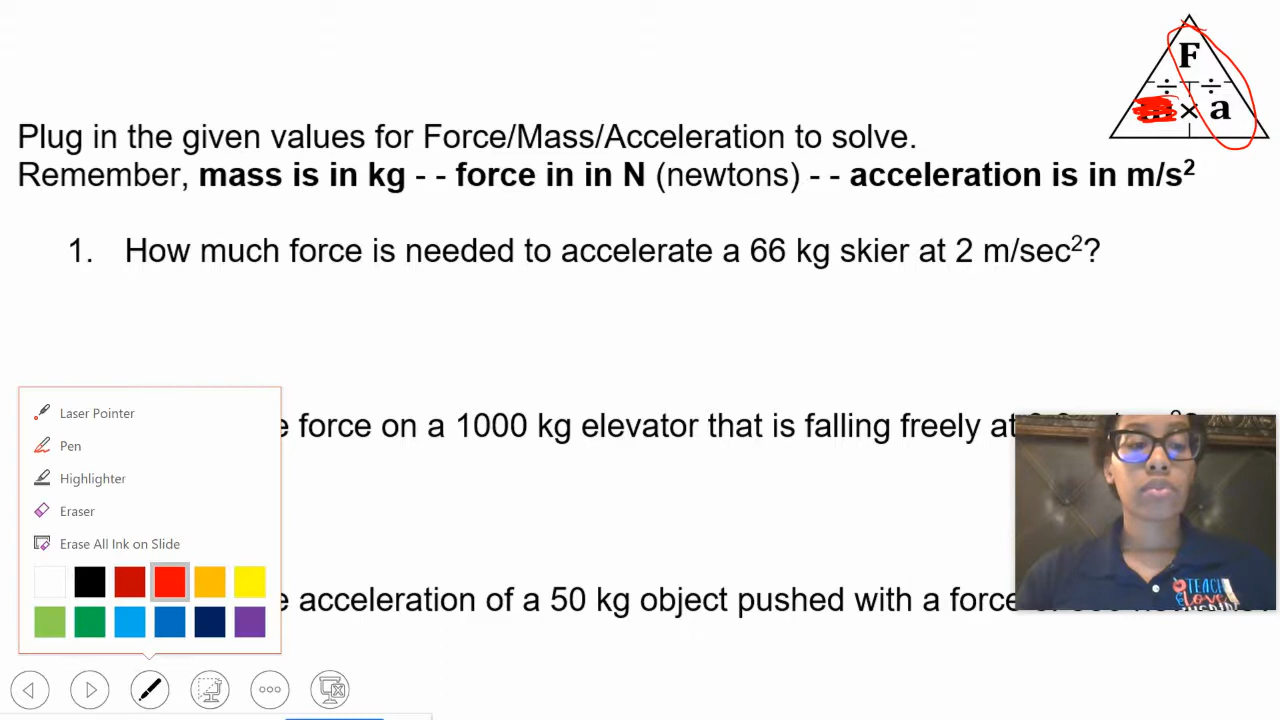 F
÷ ÷
× a
Plug in the given values for Force/Mass/Acceleration to solve.
Remember, mass is in kg - - force in in N (newtons) - - acceleration is in m/s²
1. How much force is needed to accelerate a 66 kg skier at 2 m/sec²?
force on a 1000 kg elevator that is falling freely at
acceleration of a 50 kg object pushed with a force
Laser Pointer
Pen
Highlighter
Eraser
Erase All Ink on Slide
TEACH
LOVE